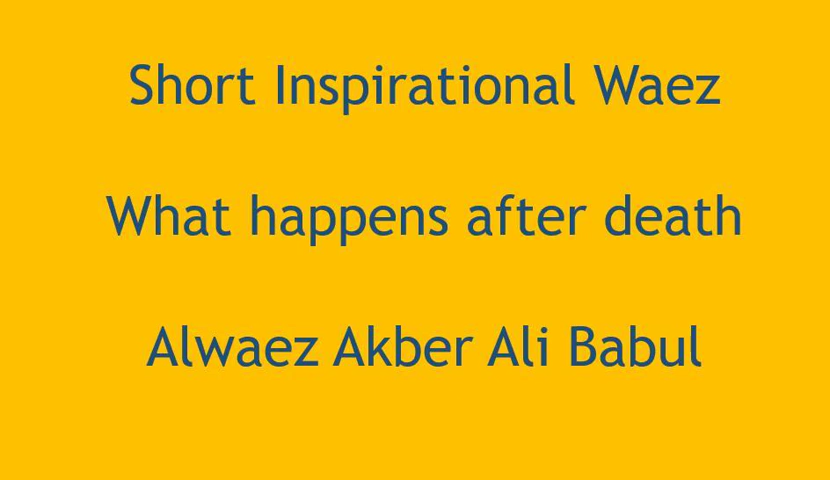 Short Inspirational Waez
What happens after death
Alwaez Akber Ali Babul